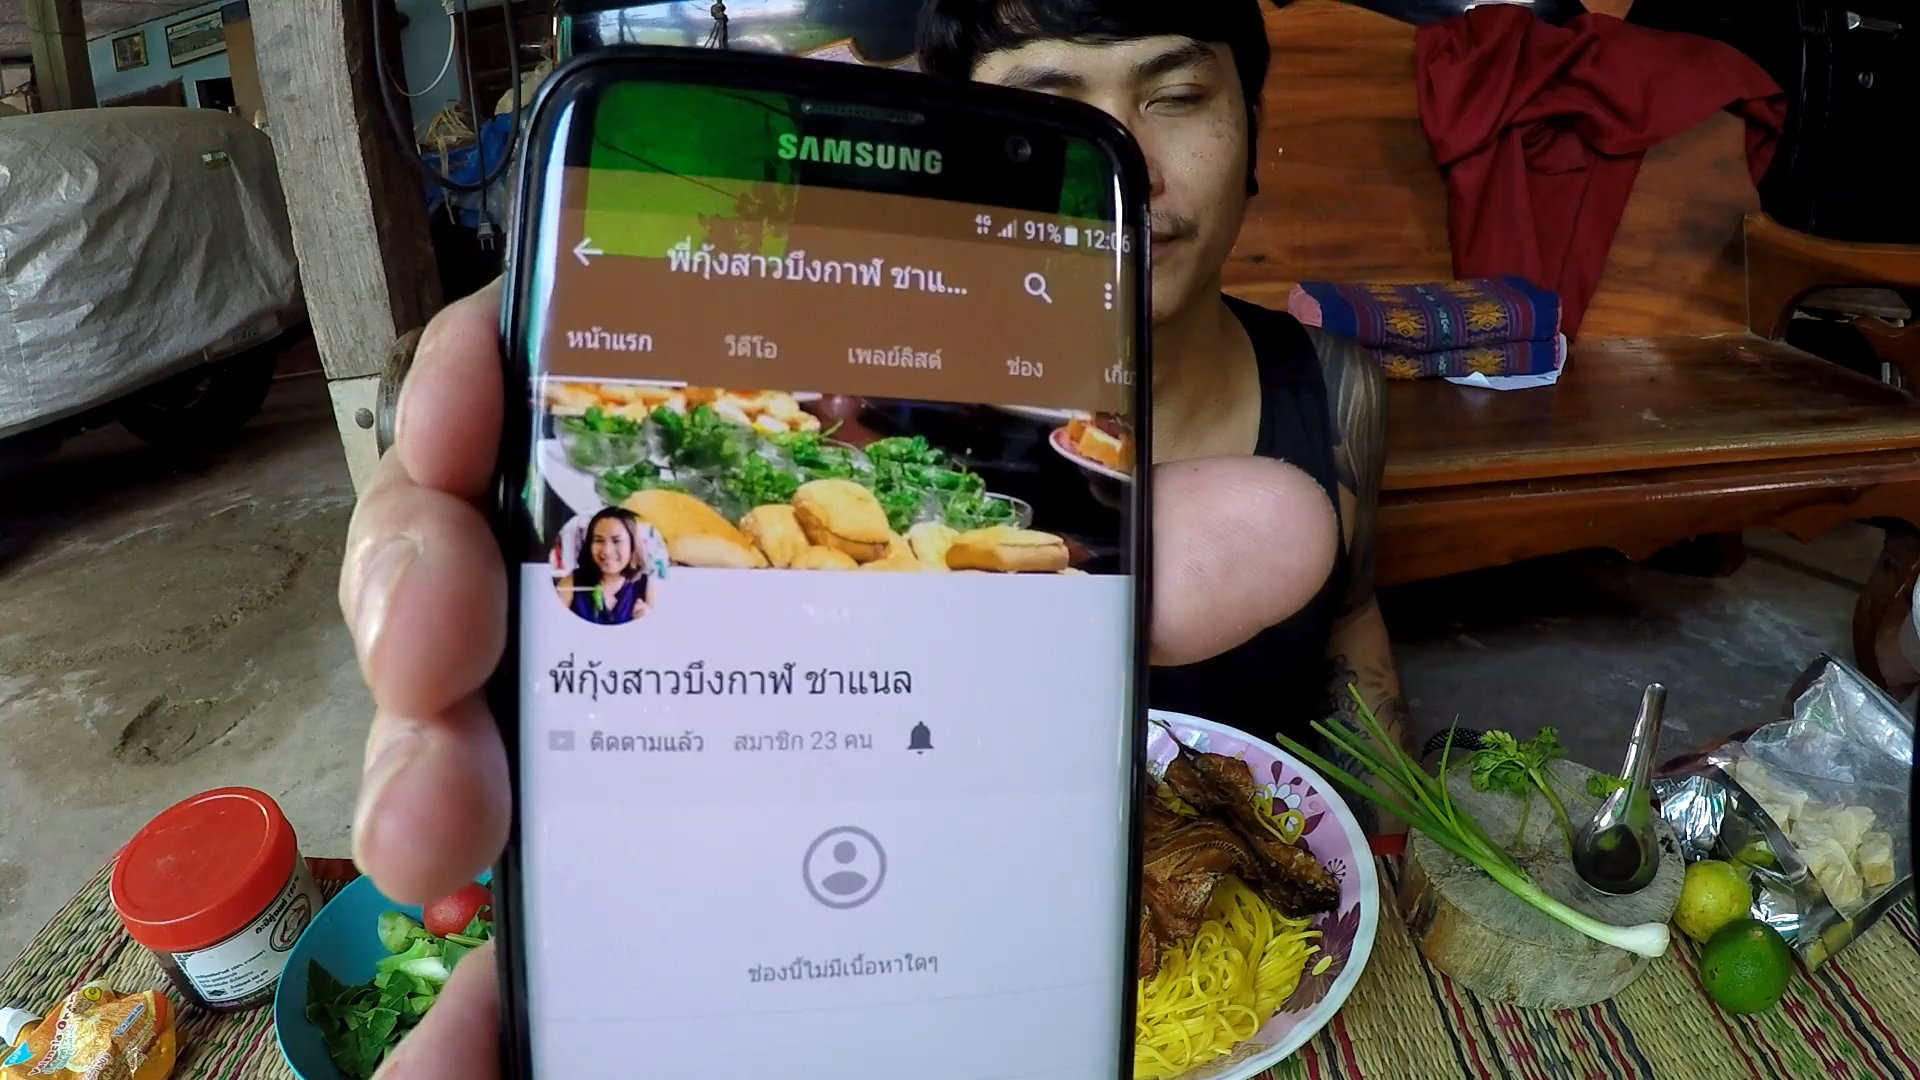 SAMSUNG
4G 91% 12:06
พี่กุ้งสาวบึงกาฬ ชาแ...
หน้าแรก วิดีโอ เพลย์ลิสต์ ช่อง เกี่ย
พี่กุ้งสาวบึงกาฬ ชาแนล
ติดตามแล้ว สมาชิก 23 คน
ช่องนี้ไม่มีเนื้อหาใดๆ